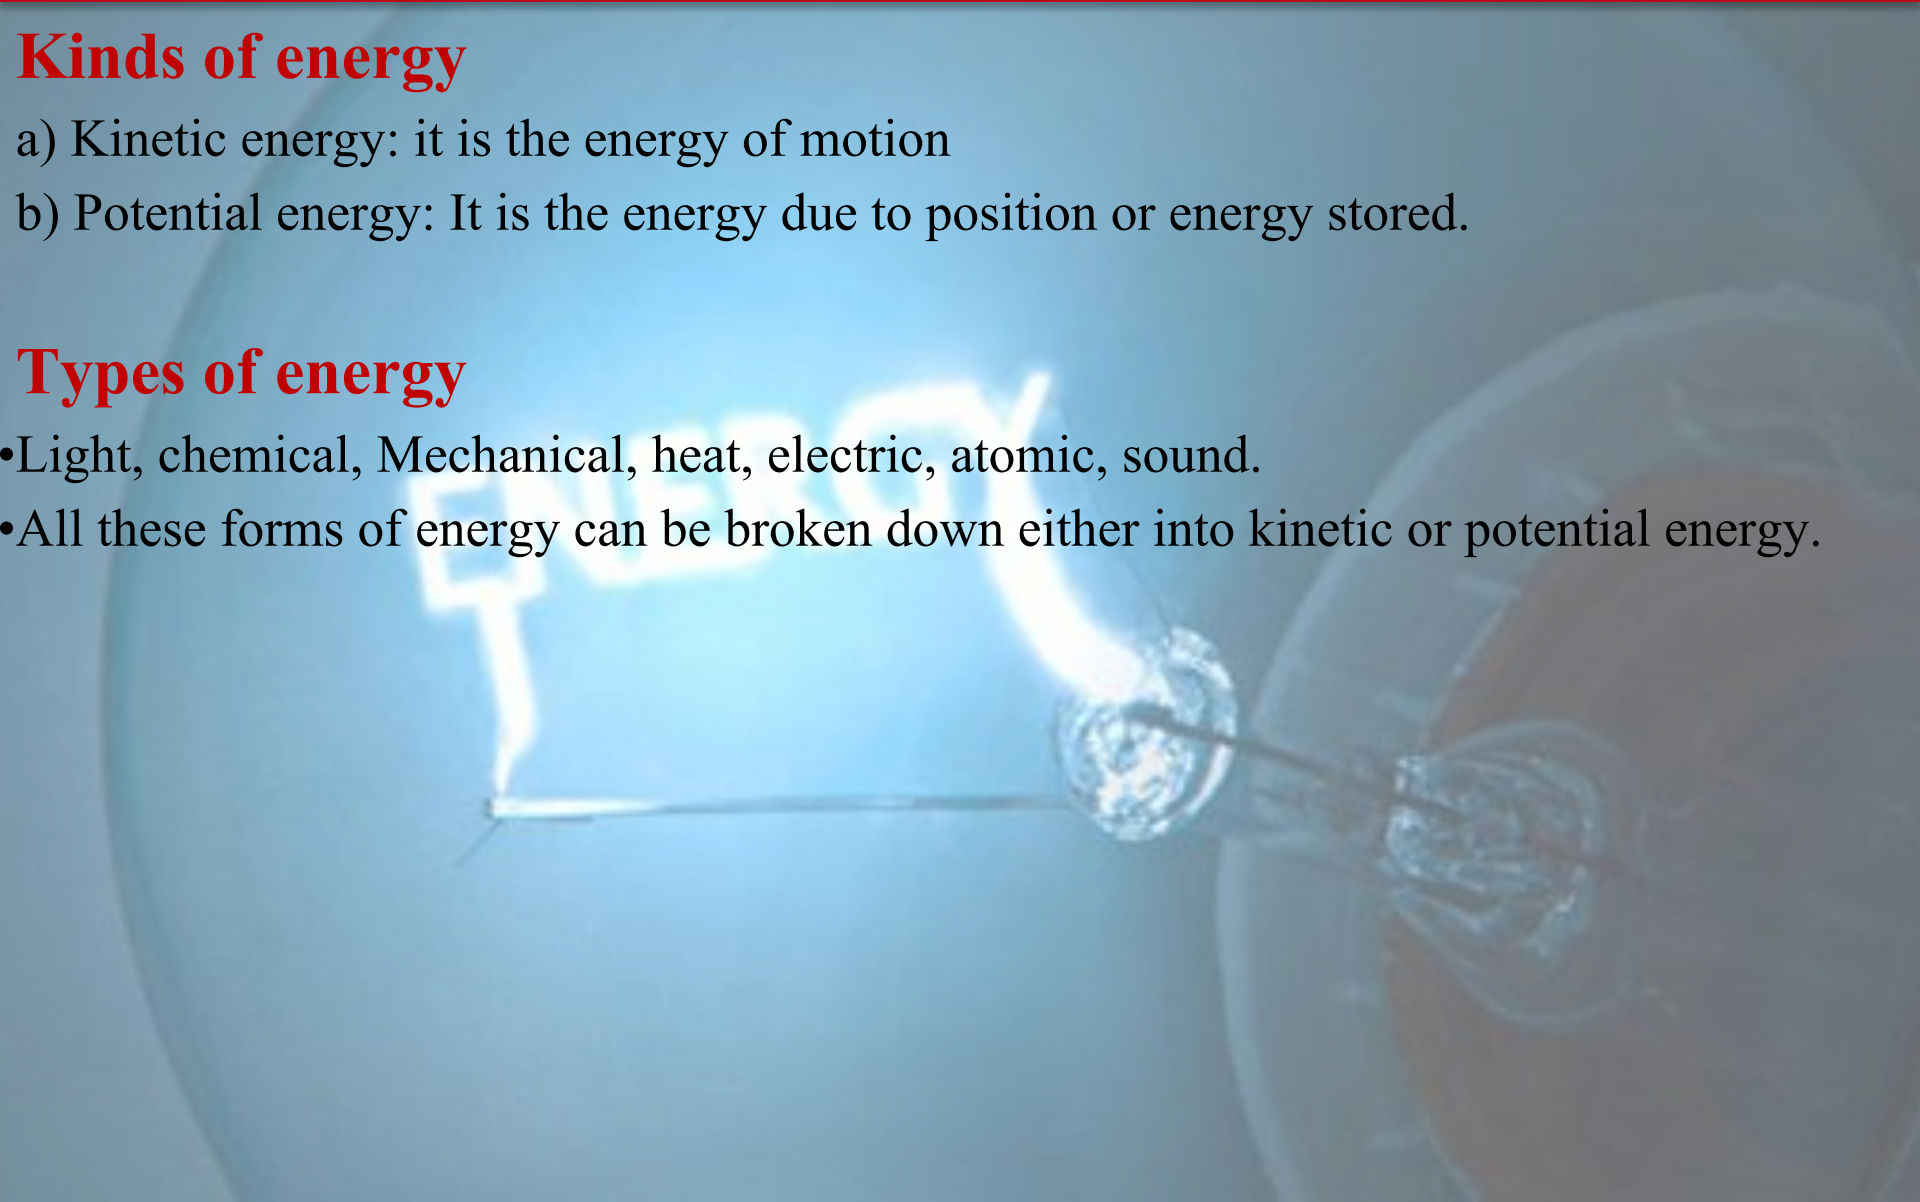 Kinds of energy
a) Kinetic energy: it is the energy of motion
b) Potential energy: It is the energy due to position or energy stored.
Types of energy
•Light, chemical, Mechanical, heat, electric, atomic, sound.
•All these forms of energy can be broken down either into kinetic or potential energy.
ENERGY